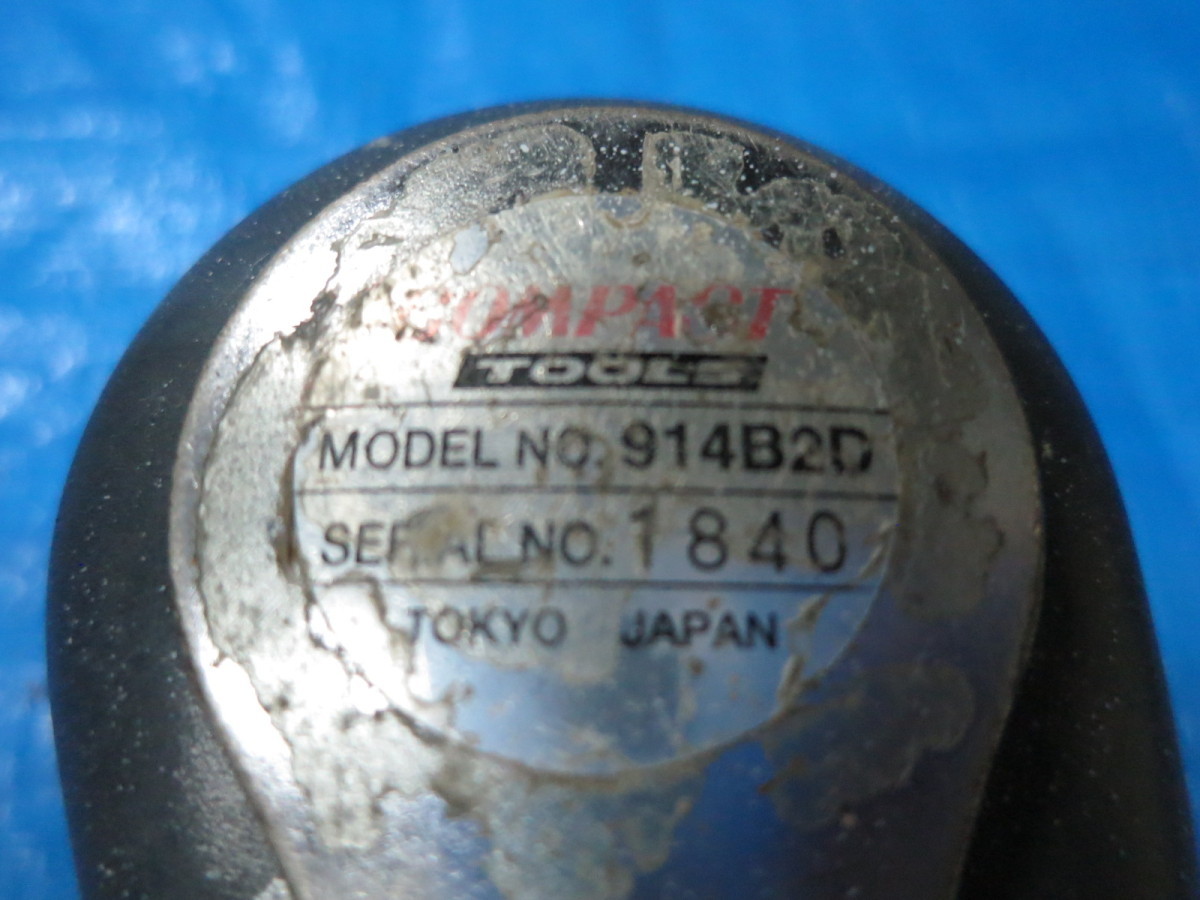 COMPACT
TOOLS
MODEL NO. 914B2D
SERIAL NO. 1840
TOKYO JAPAN